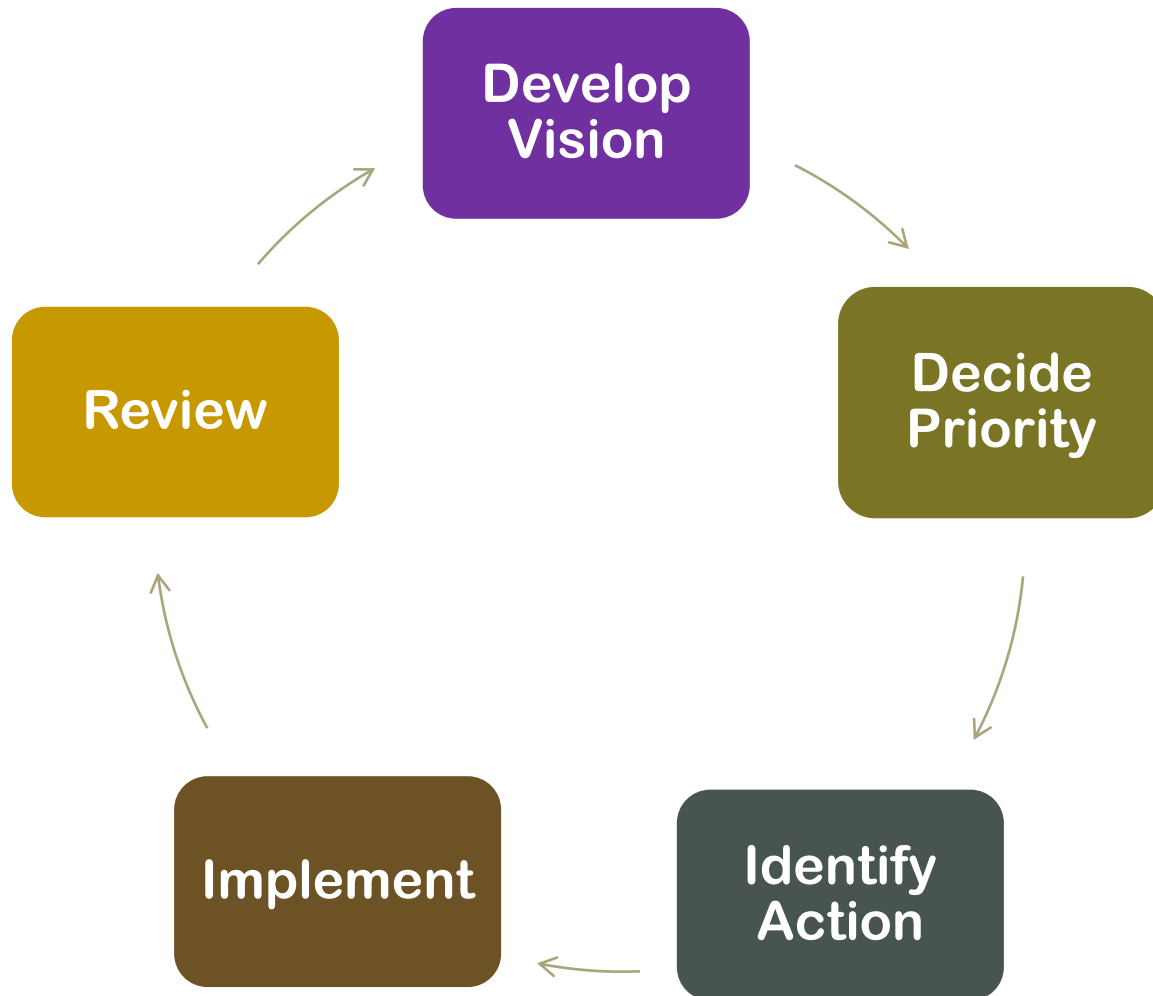 Develop
Vision
Decide
Priority
Identify
Action
Implement
Review